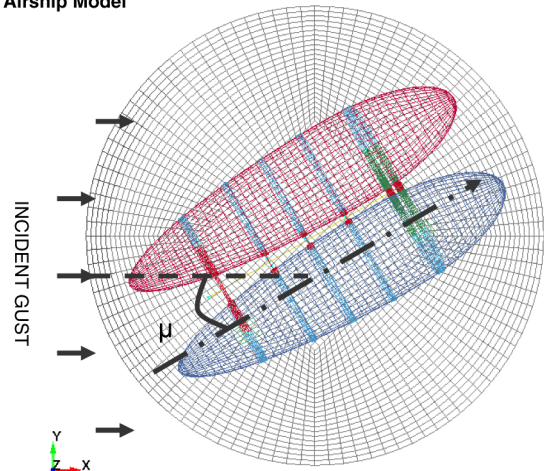 Airship Model
INCIDENT GUST
μ
Y
Z X